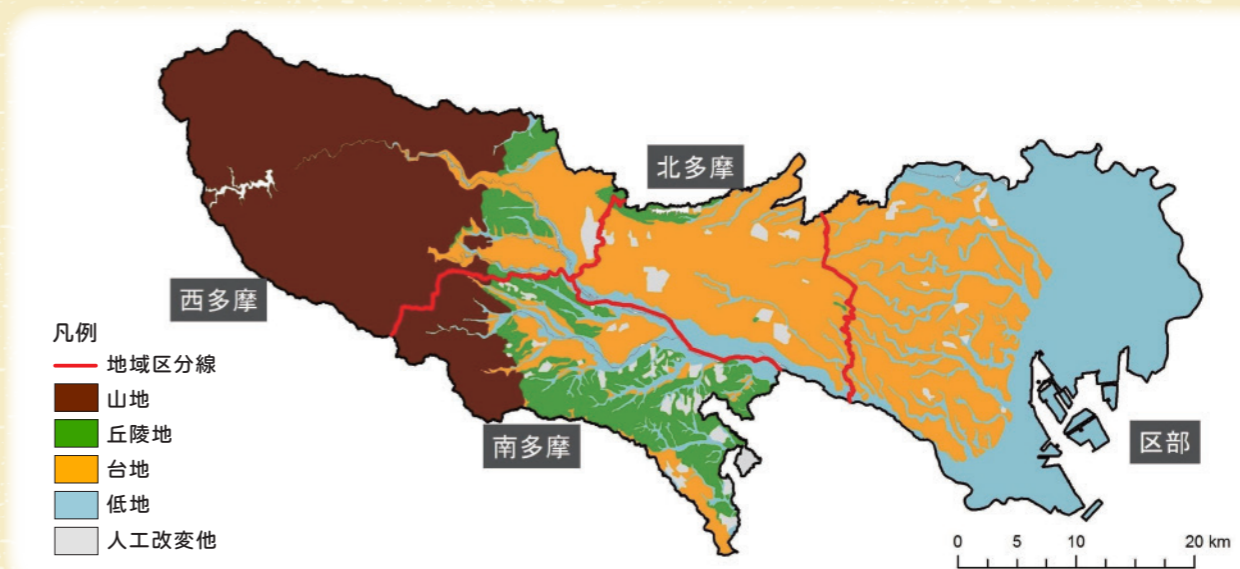 北多摩
西多摩
南多摩
区部
凡例
地域区分線
山地
丘陵地
台地
低地
人工改変他
0 5 10 20 km